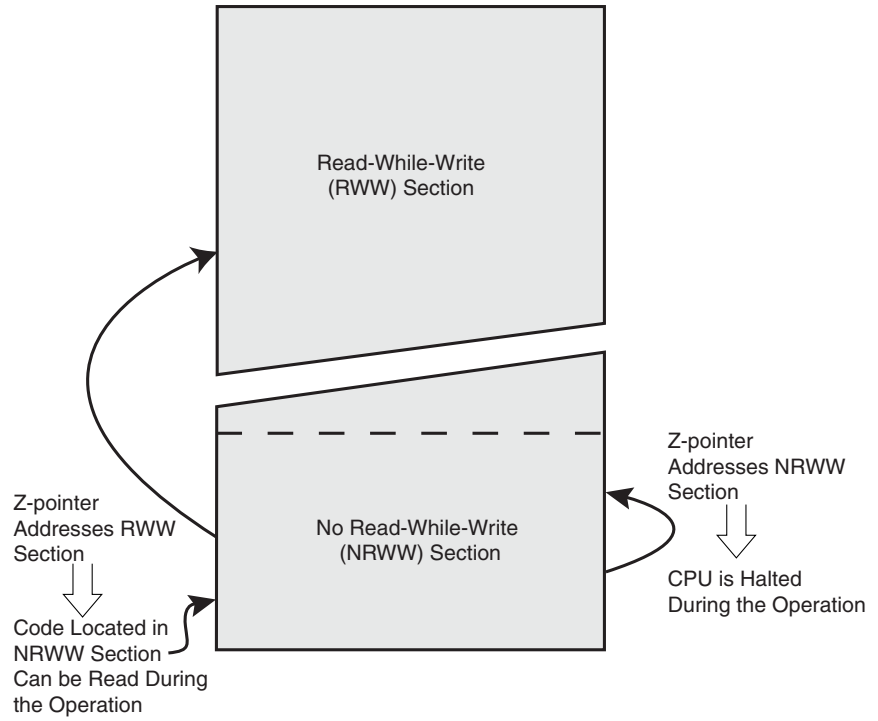 Read-While-Write
(RWW) Section
Z-pointer
Addresses NRWW
Section
Z-pointer
Addresses RWW
Section
No Read-While-Write
(NRWW) Section
CPU is Halted
During the Operation
Code Located in
NRWW Section
Can be Read During
the Operation